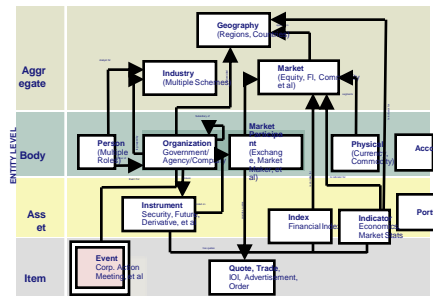 Geography
(Regions, Cou
Aggr
egate
Industry
(Multiple Schemes)
Market
(Equity, FI, Com
et al)
ENTITY LEVEL
Body
Person
(Multiple
Roles)
Organization
Government/
Agency/Company
Market
Participa
nt
(Exchang
e, Market
Maker, et
al)
Physical
(Currency,
Commodity)
Acco
Ass
et
Instrument
Security, Future,
Derivative, et al
Index
Financial Index
Indicator
Economic
Market Stats
Port
Item
Event
Corp. Action
Meeting, et al
Quote, Trade,
IOI, Advertisement,
Order